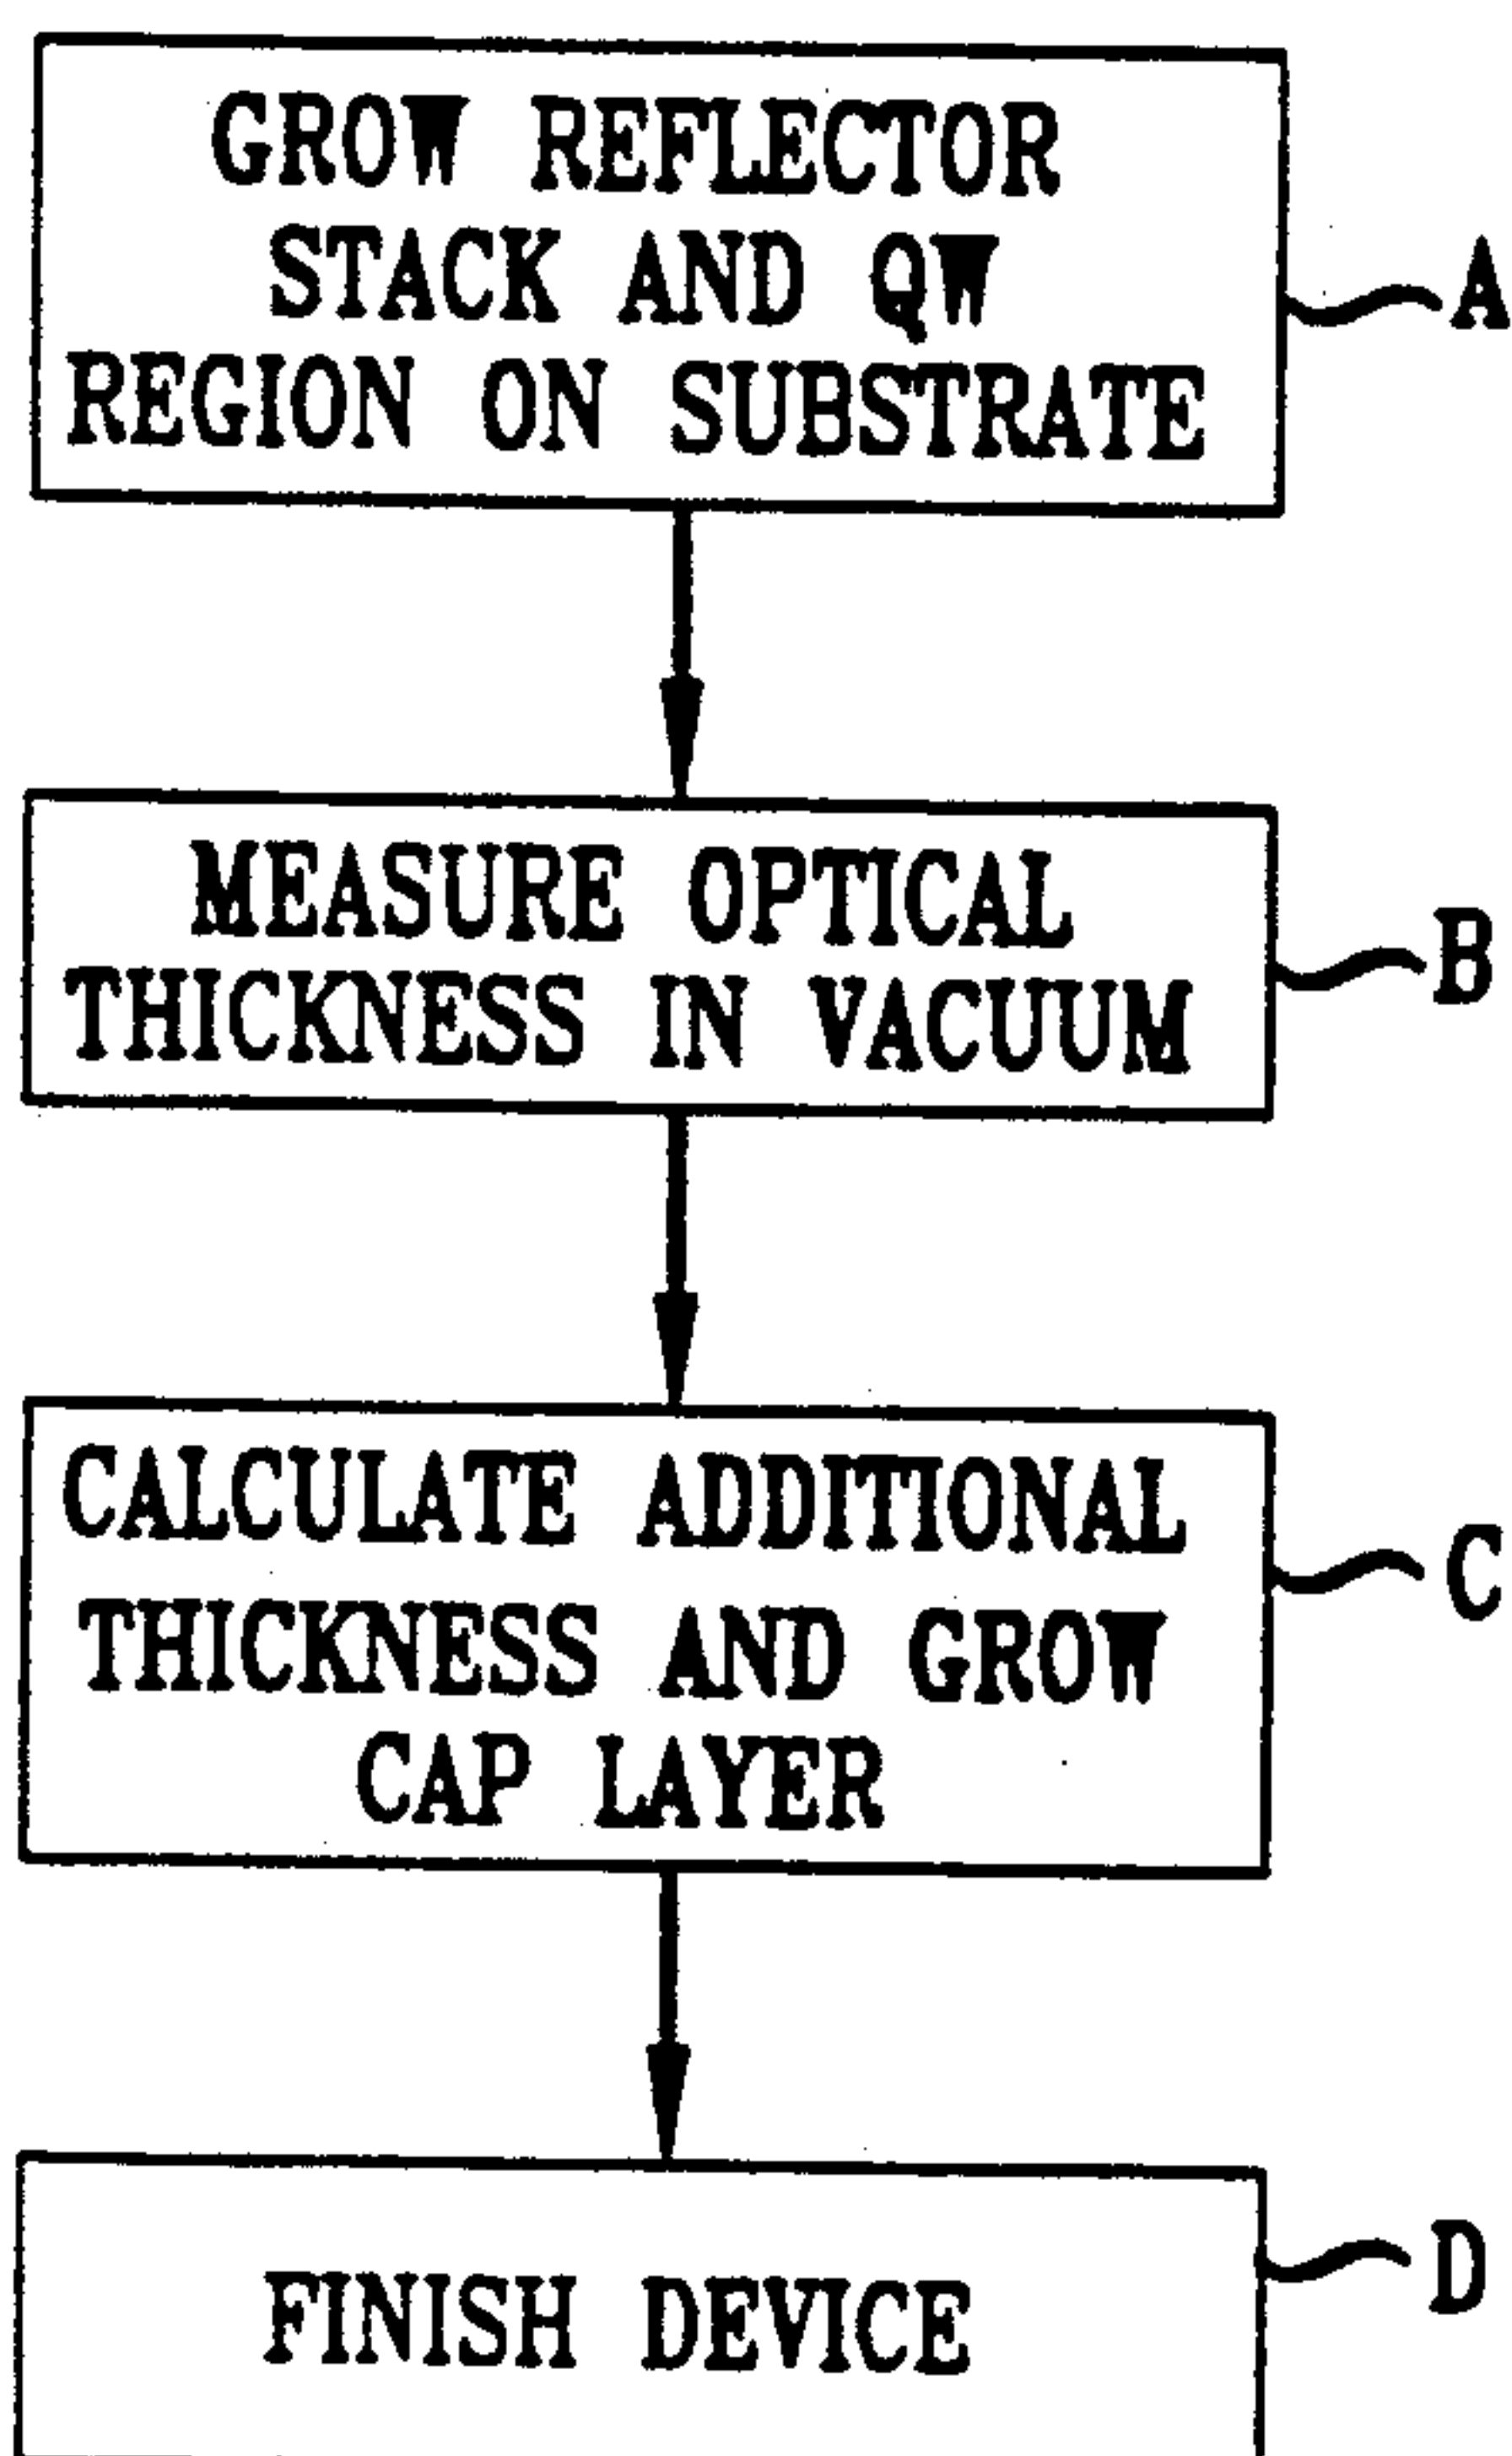 GROW REFLECTOR
STACK AND QW
REGION ON SUBSTRATE
A
MEASURE OPTICAL
THICKNESS IN VACUUM
B
CALCULATE ADDITIONAL
THICKNESS AND GROW
CAP LAYER
C
FINISH DEVICE
D